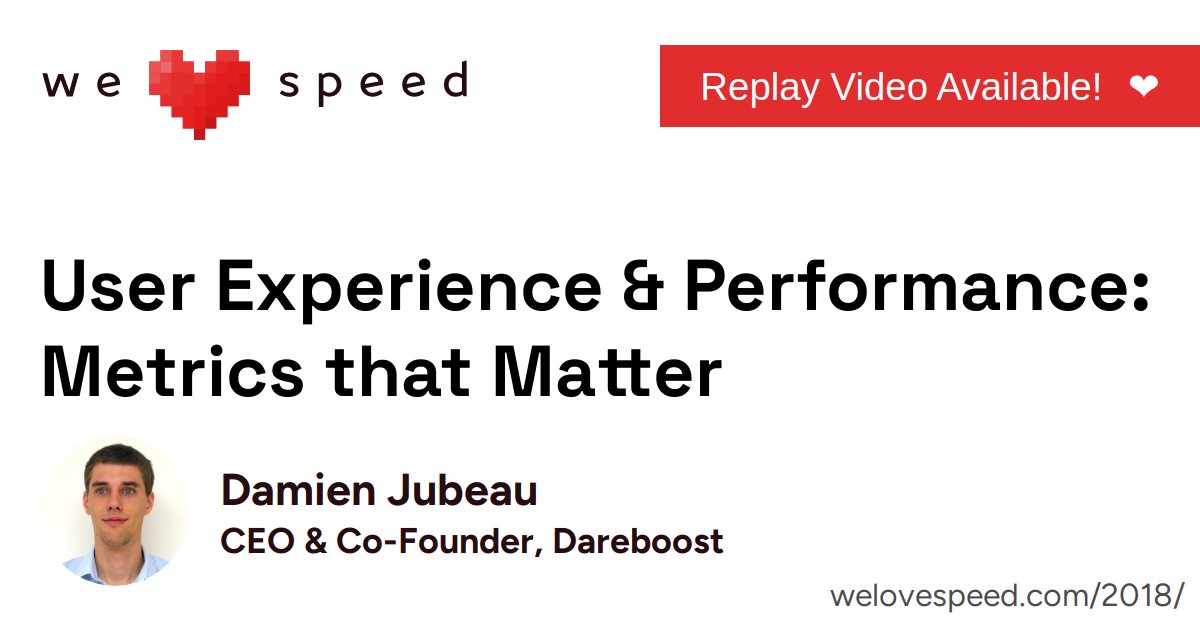 we speed
Replay Video Available! ❤
User Experience & Performance:
Metrics that Matter
Damien Jubeau
CEO & Co-Founder, Dareboost
welovespeed.com/2018/